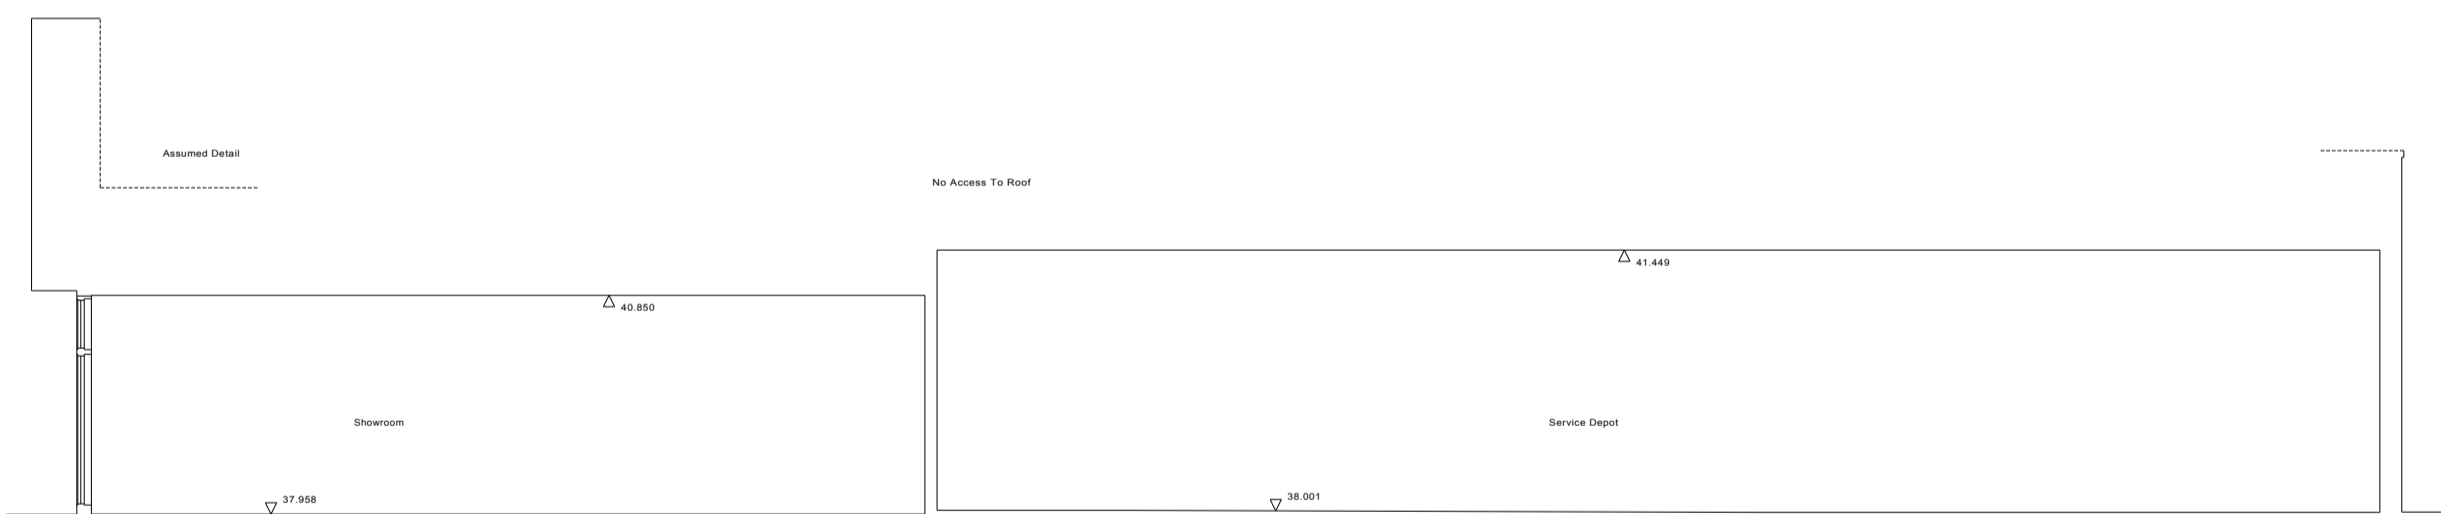 Assumed Detail
No Access To Roof
41.449
40.850
Showroom
Service Depot
37.958
38.001